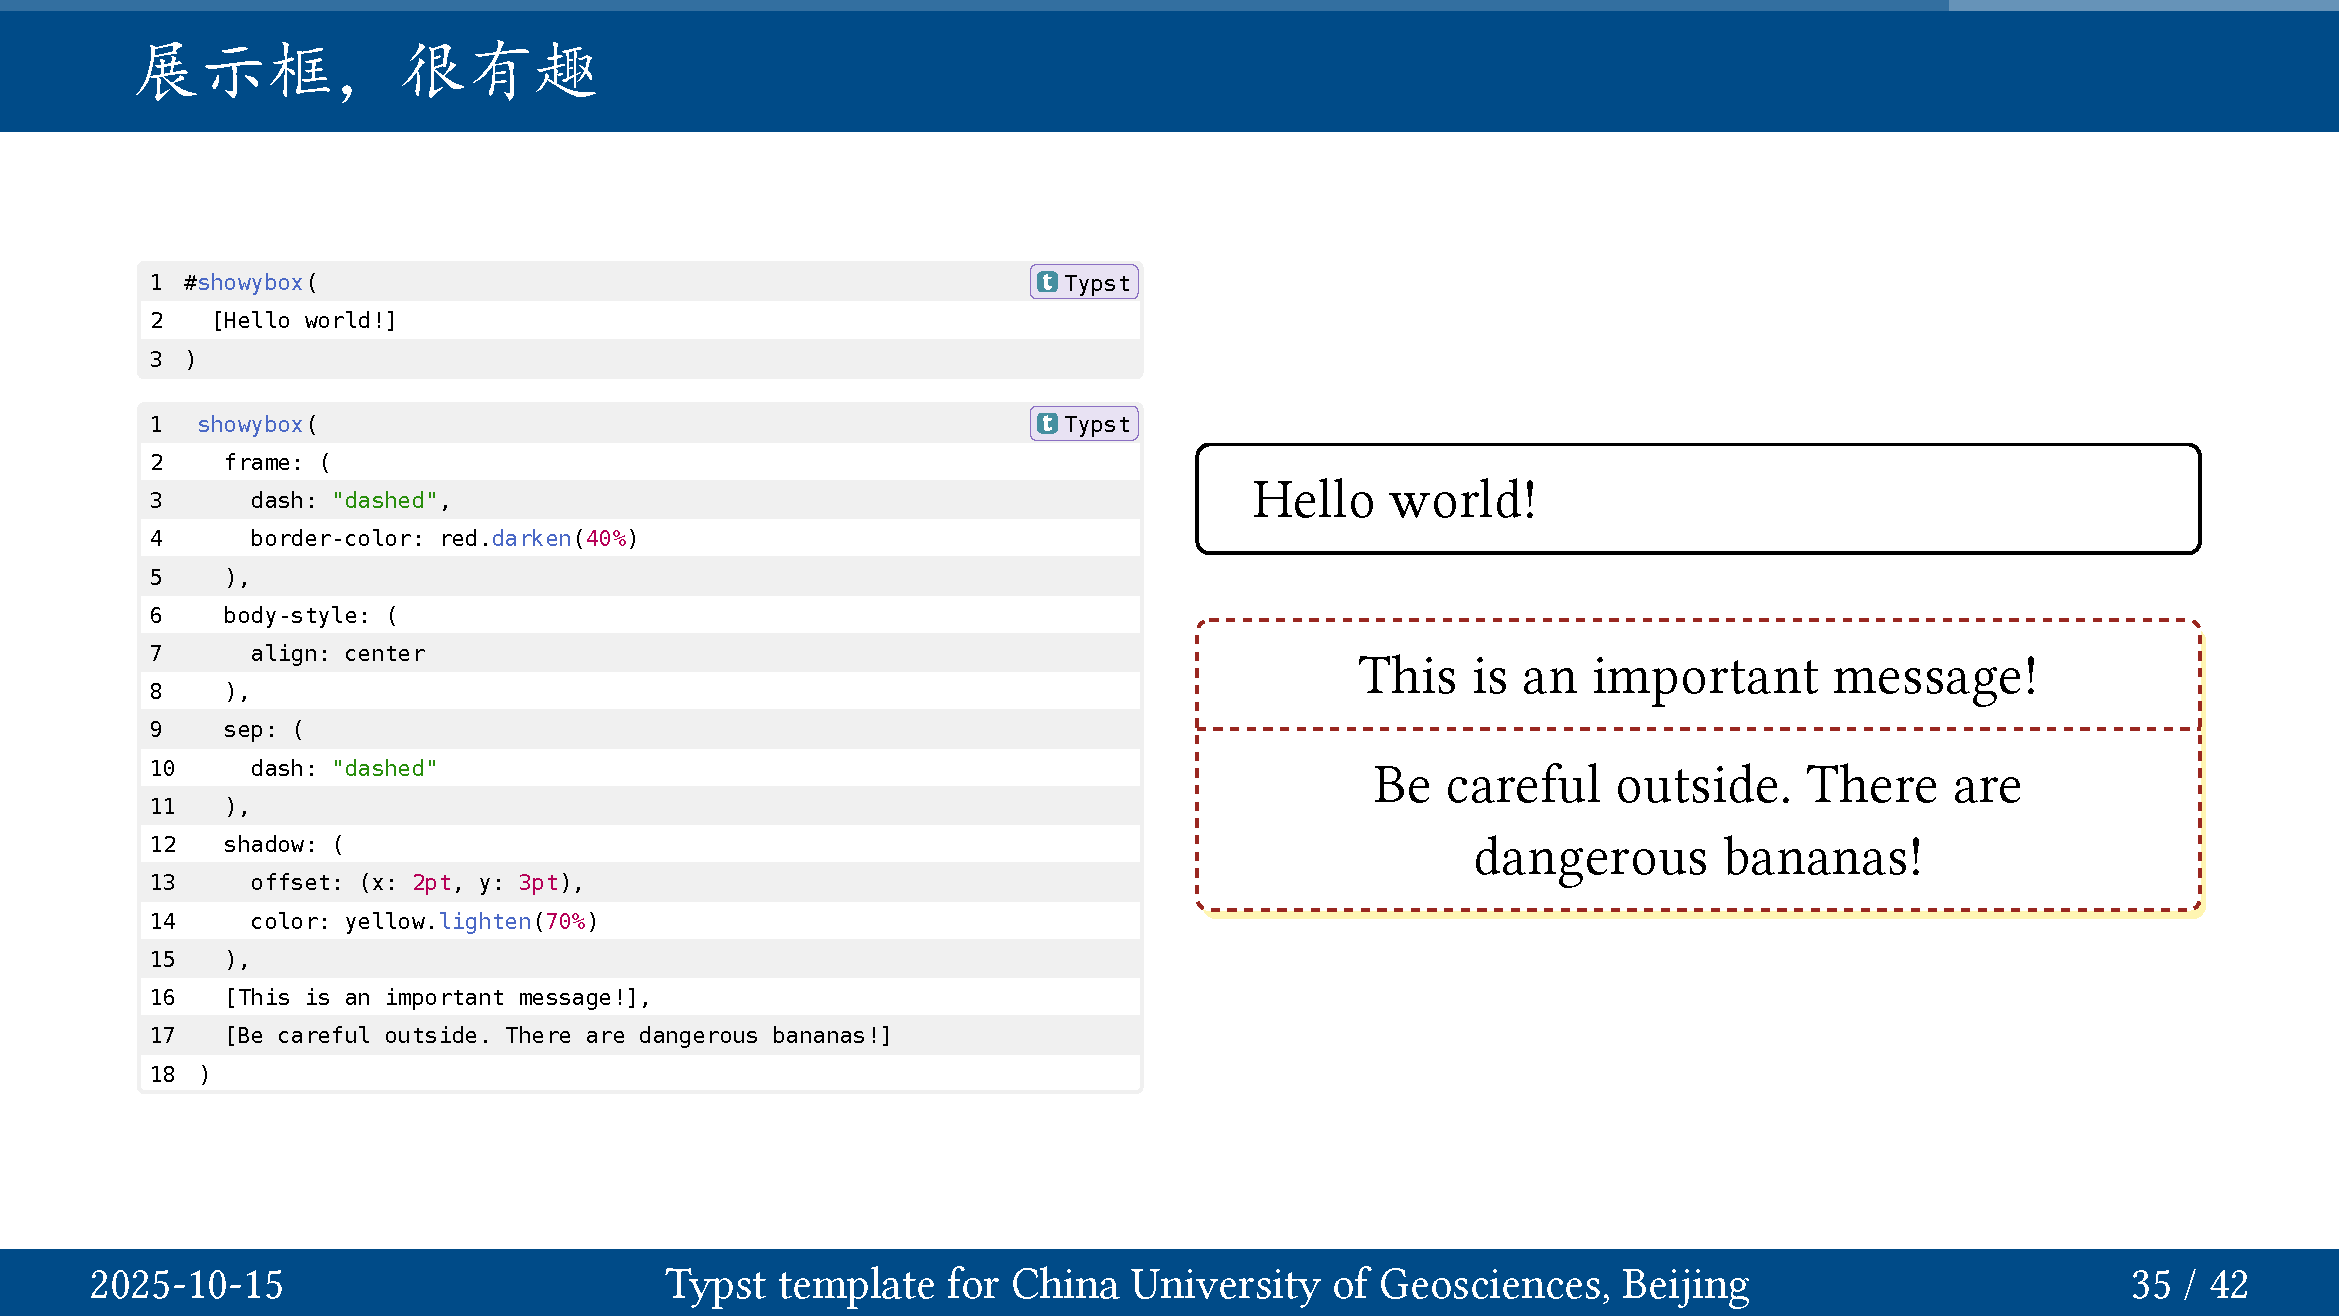 展示框，很有趣
1 #showybox(
Typst
2   [Hello world!]
3 )
1  showybox(
Typst
2    frame: (
3      dash: "dashed",
4      border-color: red.darken(40%)
5    ),
6    body-style: (
7      align: center
8    ),
9    sep: (
10     dash: "dashed"
11   ),
12   shadow: (
13     offset: (x: 2pt, y: 3pt),
14     color: yellow.lighten(70%)
15   ),
16   [This is an important message!],
17   [Be careful outside. There are dangerous bananas!]
18 )
Hello world!
This is an important message!
Be careful outside. There are
dangerous bananas!
2025-10-15
Typst template for China University of Geosciences, Beijing
35 / 42